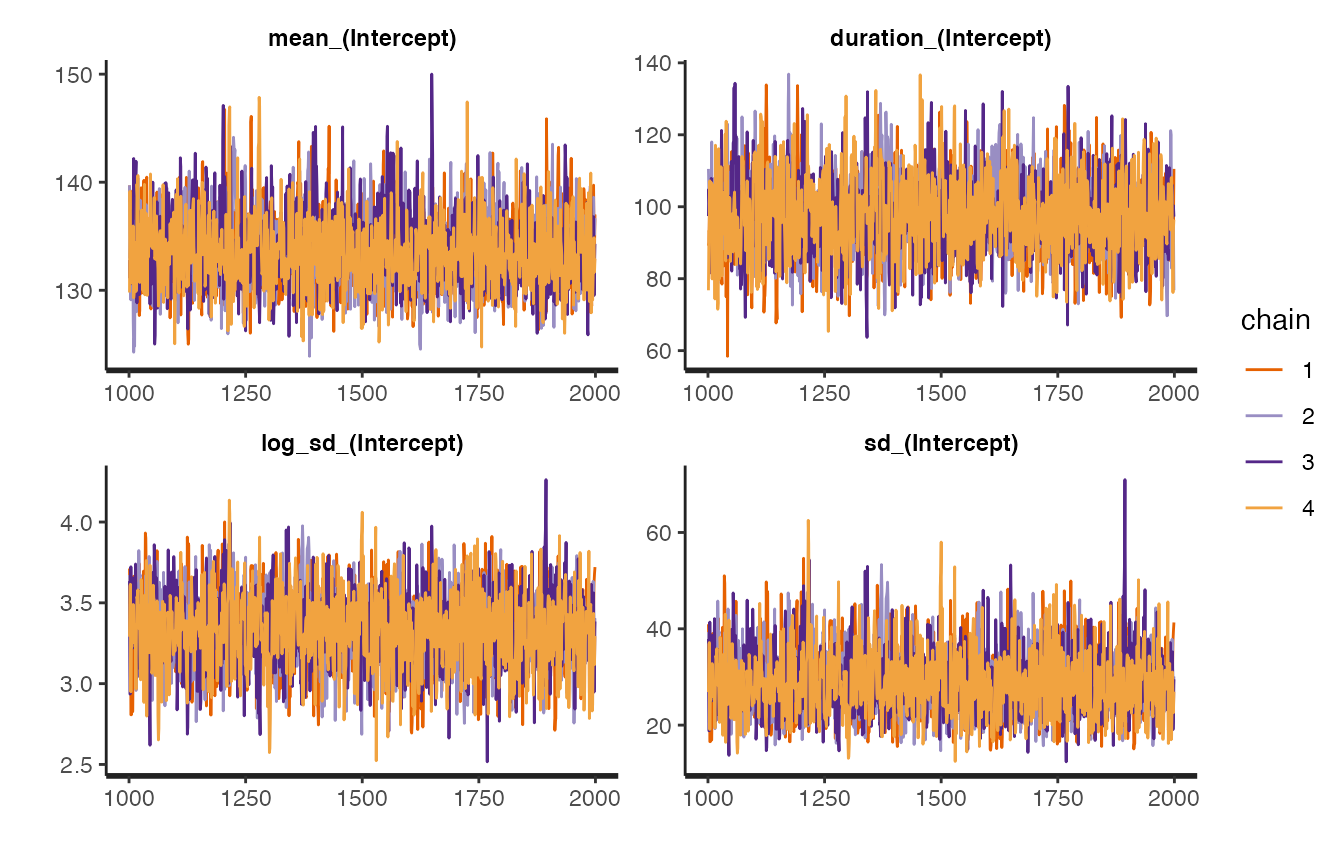 mean_(Intercept)
150
140
130
1000 1250 1500 1750 2000
duration_(Intercept)
140
120
100
80
60
1000 1250 1500 1750 2000
log_sd_(Intercept)
4.0
3.5
3.0
2.5
1000 1250 1500 1750 2000
sd_(Intercept)
60
40
20
1000 1250 1500 1750 2000
chain
1
2
3
4